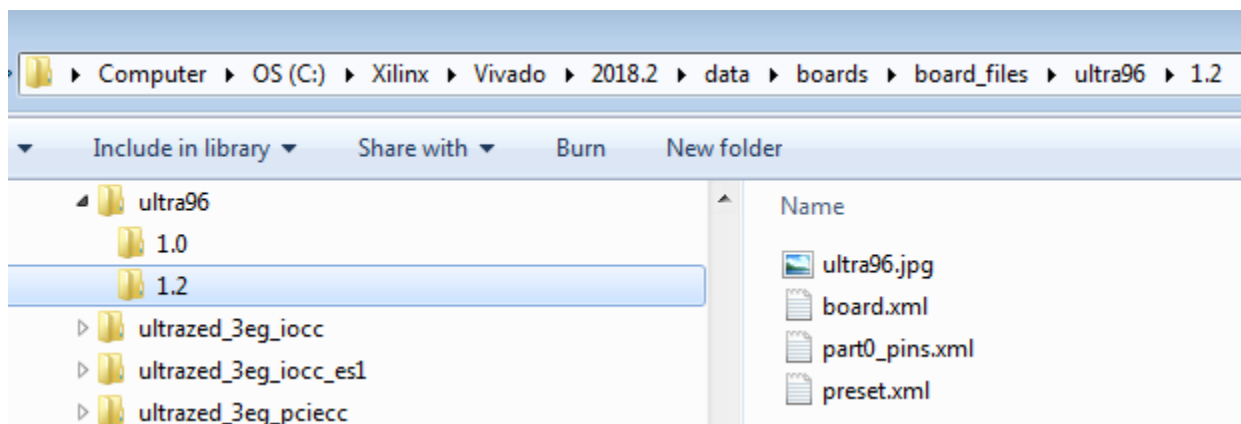 Computer OS (C:) Xilinx Vivado 2018.2 data boards board_files ultra96 1.2
Include in library Share with Burn New folder
ultra96
1.0
1.2
ultrazed_3eg_iocc
ultrazed_3eg_iocc_es1
ultrazed_3eg_pciecc
Name
ultra96.jpg
board.xml
part0_pins.xml
preset.xml